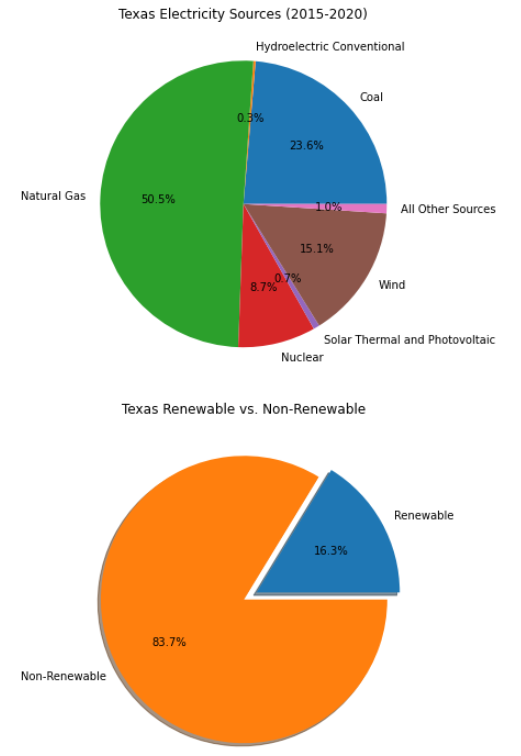 Texas Electricity Sources (2015-2020)
Hydroelectric Conventional
Coal
0.3%
23.6%
Natural Gas
50.5%
1.0%
All Other Sources
15.1%
0.7%
8.7%
Wind
Solar Thermal and Photovoltaic
Nuclear
Texas Renewable vs. Non-Renewable
Renewable
16.3%
83.7%
Non-Renewable